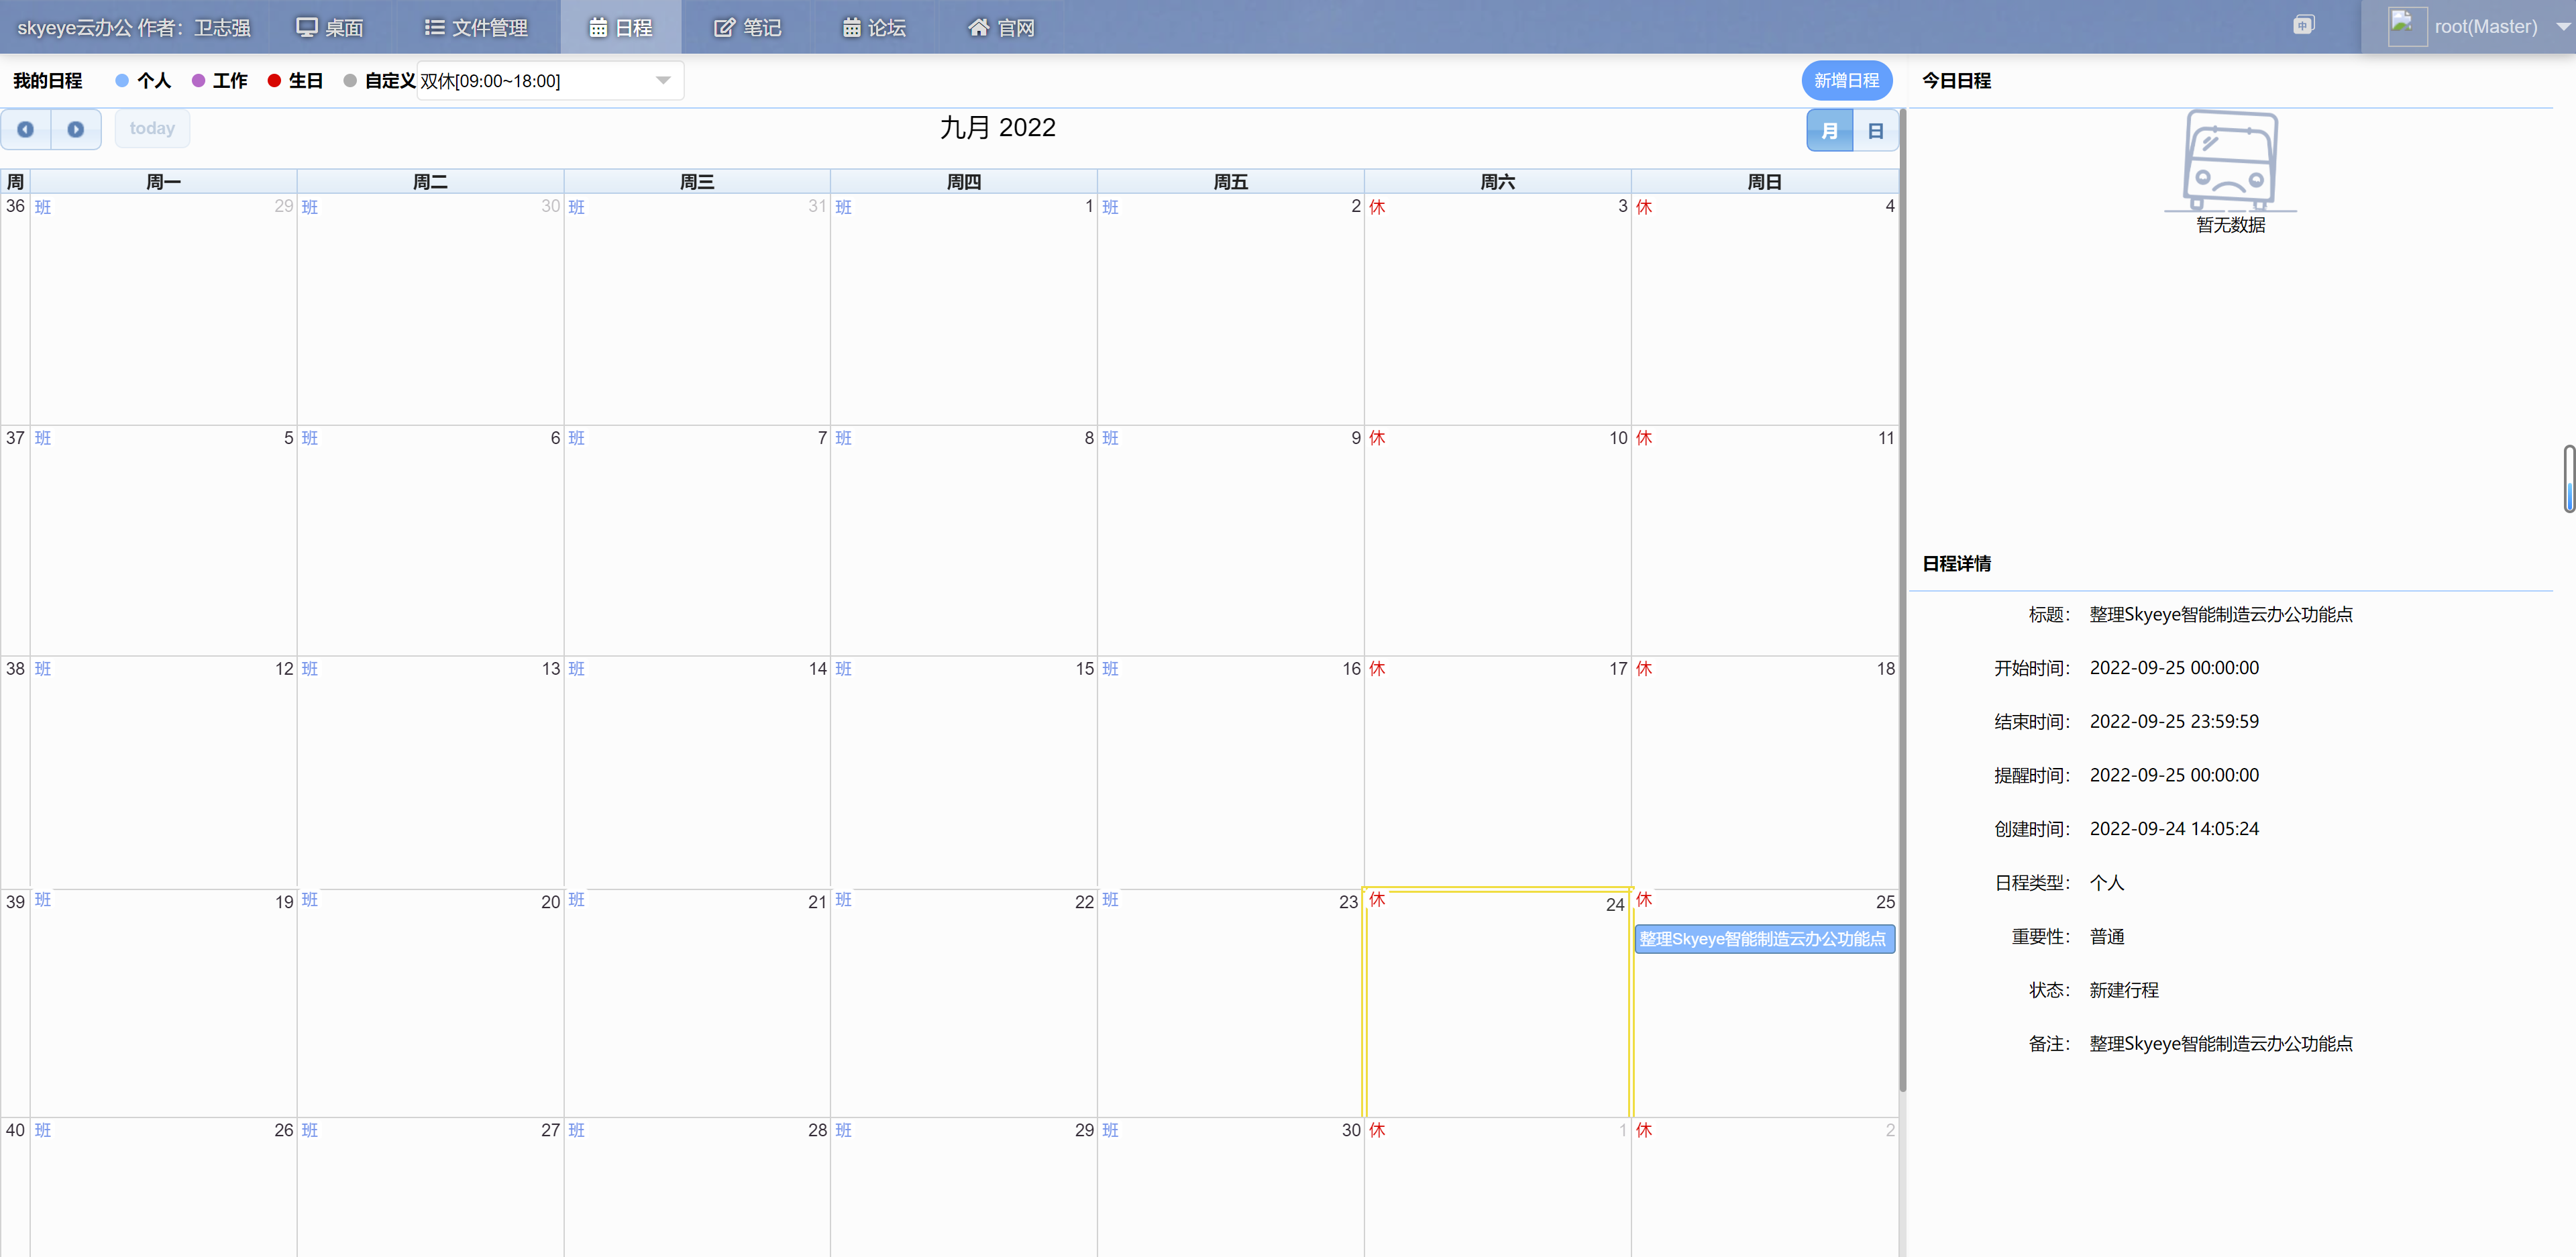 skyeye云办公 作者：卫志强 桌面 文件管理 日程 笔记 论坛 官网 中 root(Master)
我的日程 个人 工作 生日 自定义 双休[09:00~18:00] 新增日程
today 九月 2022 月 日
周 周一 周二 周三 周四 周五 周六 周日
36 班 29 班 30 班 31 班 1 班 2 休 3 休 4
37 班 5 班 6 班 7 班 8 班 9 休 10 休 11
38 班 12 班 13 班 14 班 15 班 16 休 17 休 18
39 班 19 班 20 班 21 班 22 班 23 休 24 休 25
整理Skyeye智能制造云办公功能点
40 班 26 班 27 班 28 班 29 班 30 休 1 休 2
今日日程
暂无数据
日程详情
标题： 整理Skyeye智能制造云办公功能点
开始时间： 2022-09-25 00:00:00
结束时间： 2022-09-25 23:59:59
提醒时间： 2022-09-25 00:00:00
创建时间： 2022-09-24 14:05:24
日程类型： 个人
重要性： 普通
状态： 新建行程
备注： 整理Skyeye智能制造云办公功能点